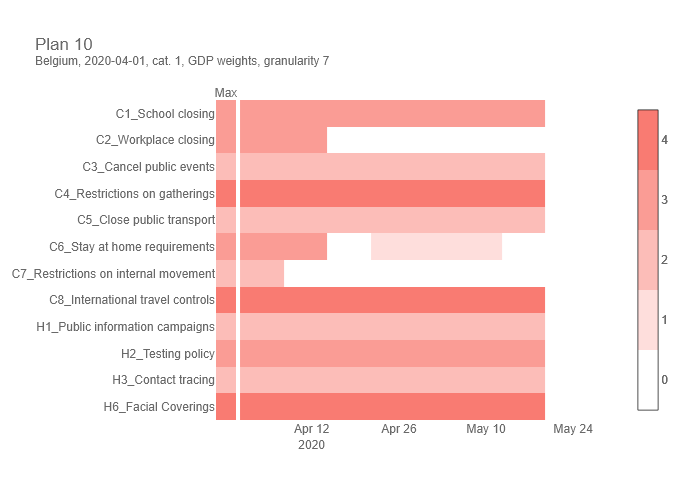 Plan 10
Belgium, 2020-04-01, cat. 1, GDP weights, granularity 7
Max
C1_School closing
C2_Workplace closing
C3_Cancel public events
C4_Restrictions on gatherings
C5_Close public transport
C6_Stay at home requirements
C7_Restrictions on internal movement
C8_International travel controls
H1_Public information campaigns
H2_Testing policy
H3_Contact tracing
H6_Facial Coverings
Apr 12
2020
Apr 26
May 10
May 24
4
3
2
1
0